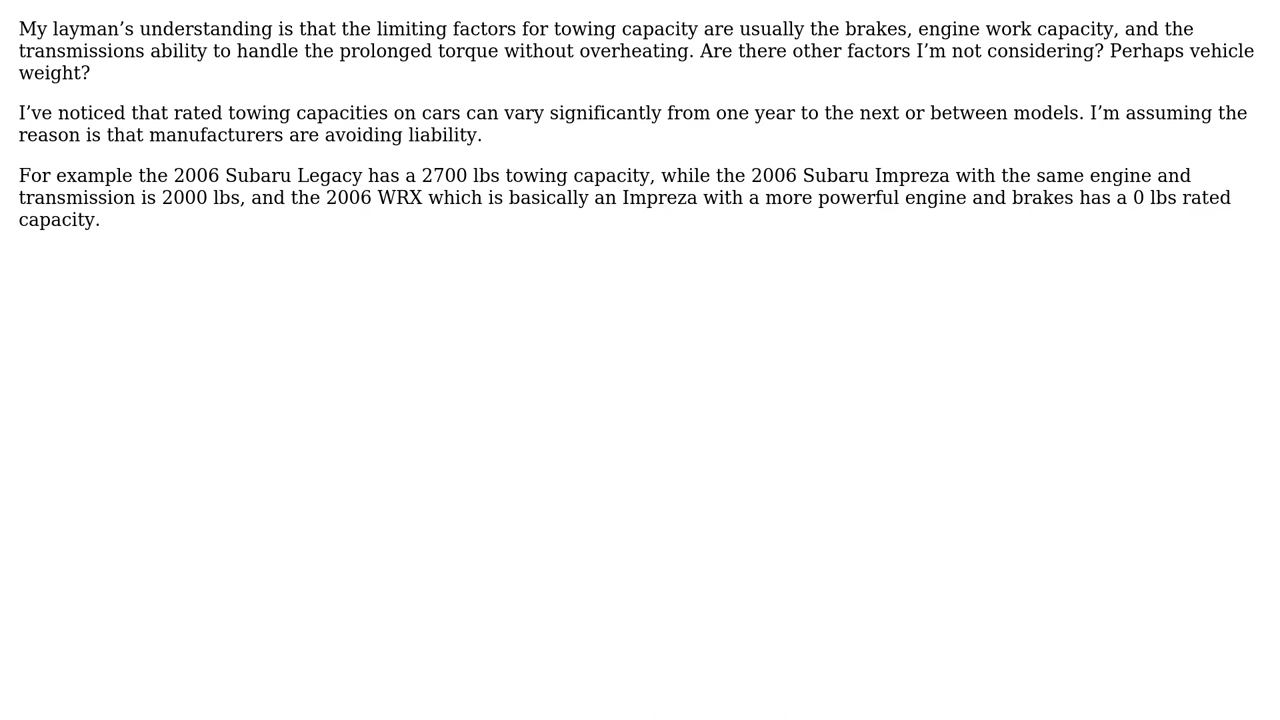 My layman’s understanding is that the limiting factors for towing capacity are usually the brakes, engine work capacity, and the
transmissions ability to handle the prolonged torque without overheating. Are there other factors I’m not considering? Perhaps vehicle
weight?
I’ve noticed that rated towing capacities on cars can vary significantly from one year to the next or between models. I’m assuming the
reason is that manufacturers are avoiding liability.
For example the 2006 Subaru Legacy has a 2700 lbs towing capacity, while the 2006 Subaru Impreza with the same engine and
transmission is 2000 lbs, and the 2006 WRX which is basically an Impreza with a more powerful engine and brakes has a 0 lbs rated
capacity.